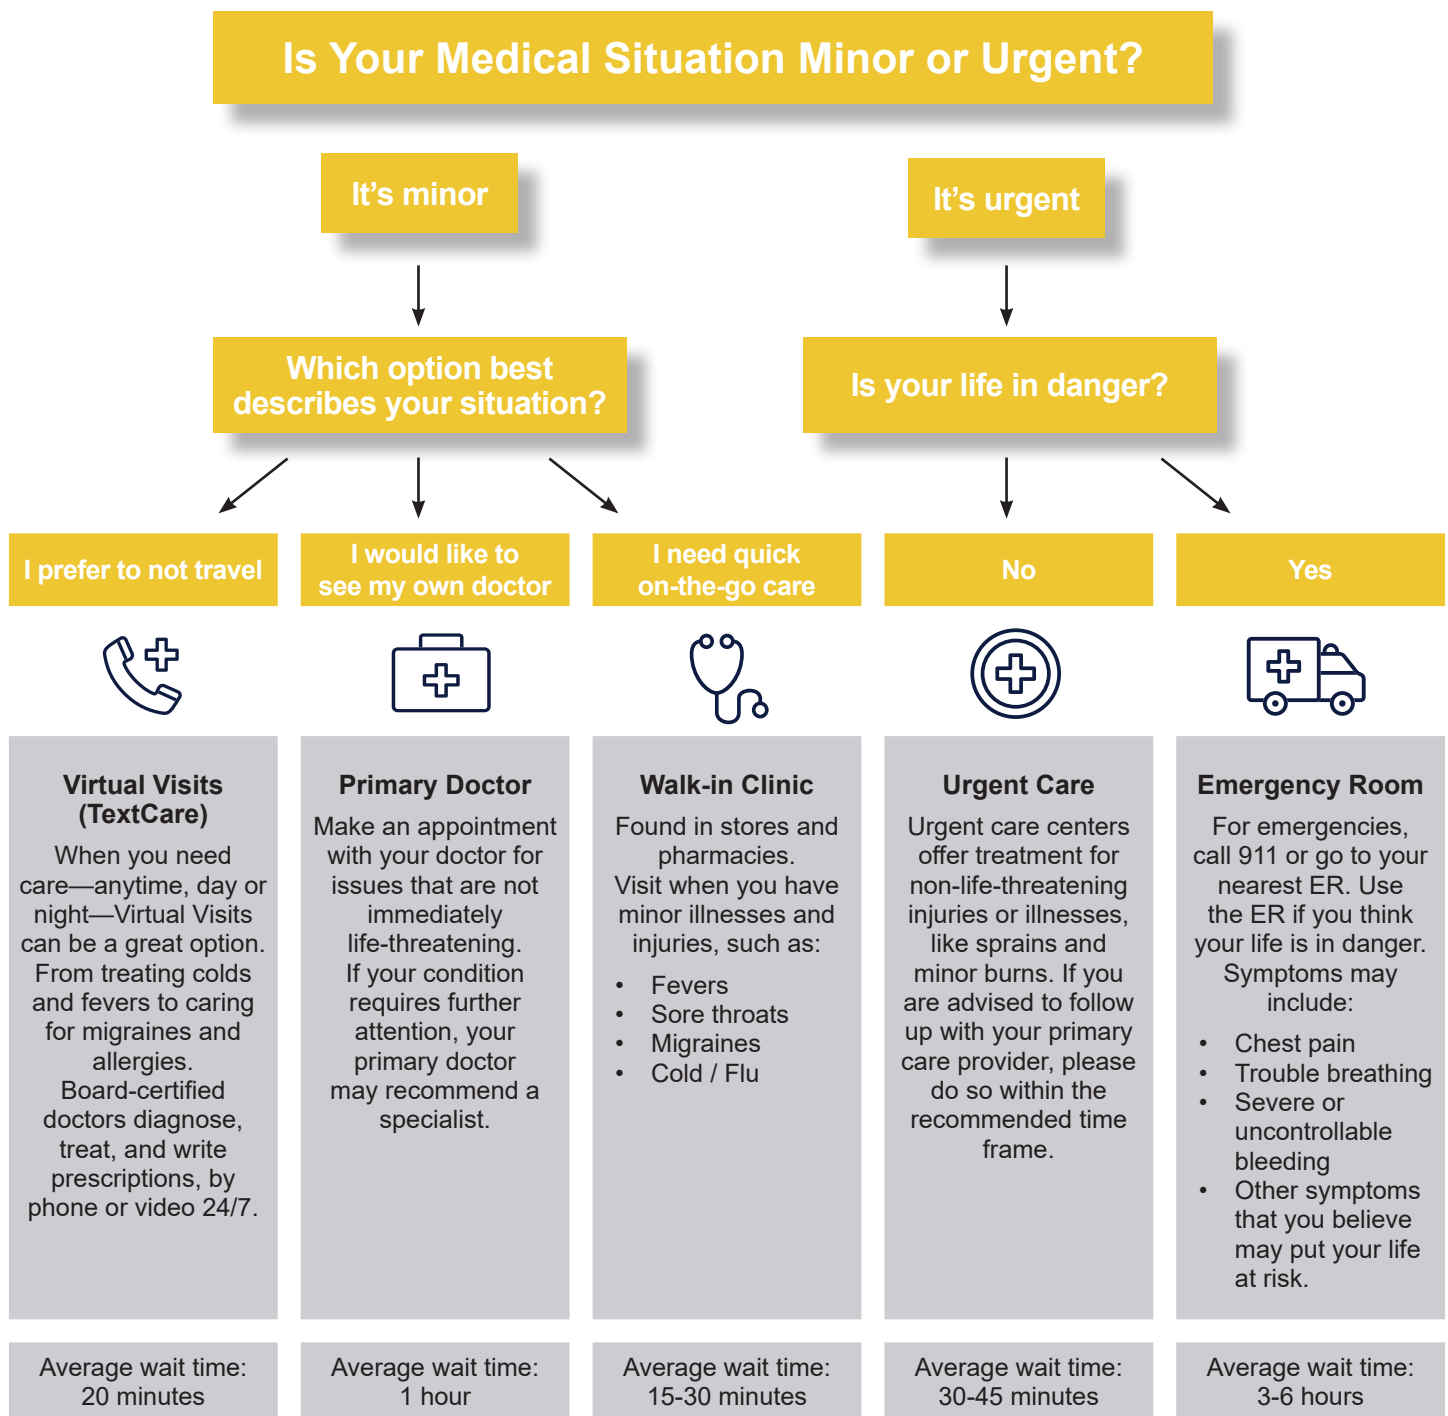 Is Your Medical Situation Minor or Urgent?
It's minor
It's urgent
Which option best
describes your situation?
Is your life in danger?
I prefer to not travel
I would like to
see my own doctor
I need quick
on-the-go care
No
Yes
Virtual Visits
(TextCare)
When you need
care—anytime, day or
night—Virtual Visits
can be a great option.
From treating colds
and fevers to caring
for migraines and
allergies.
Board-certified
doctors diagnose,
treat, and write
prescriptions, by
phone or video 24/7.
Primary Doctor
Make an appointment
with your doctor for
issues that are not
immediately
life-threatening.
If your condition
requires further
attention, your
primary doctor
may recommend a
specialist.
Walk-in Clinic
Found in stores and
pharmacies.
Visit when you have
minor illnesses and
injuries, such as:
• Fevers
• Sore throats
• Migraines
• Cold / Flu
Urgent Care
Urgent care centers
offer treatment for
non-life-threatening
injuries or illnesses,
like sprains and
minor burns. If you
are advised to follow
up with your primary
care provider, please
do so within the
recommended time
frame.
Emergency Room
For emergencies,
call 911 or go to your
nearest ER. Use
the ER if you think
your life is in danger.
Symptoms may
include:
• Chest pain
• Trouble breathing
• Severe or
uncontrollable
bleeding
• Other symptoms
that you believe
may put your life
at risk.
Average wait time:
20 minutes
Average wait time:
1 hour
Average wait time:
15-30 minutes
Average wait time:
30-45 minutes
Average wait time:
3-6 hours